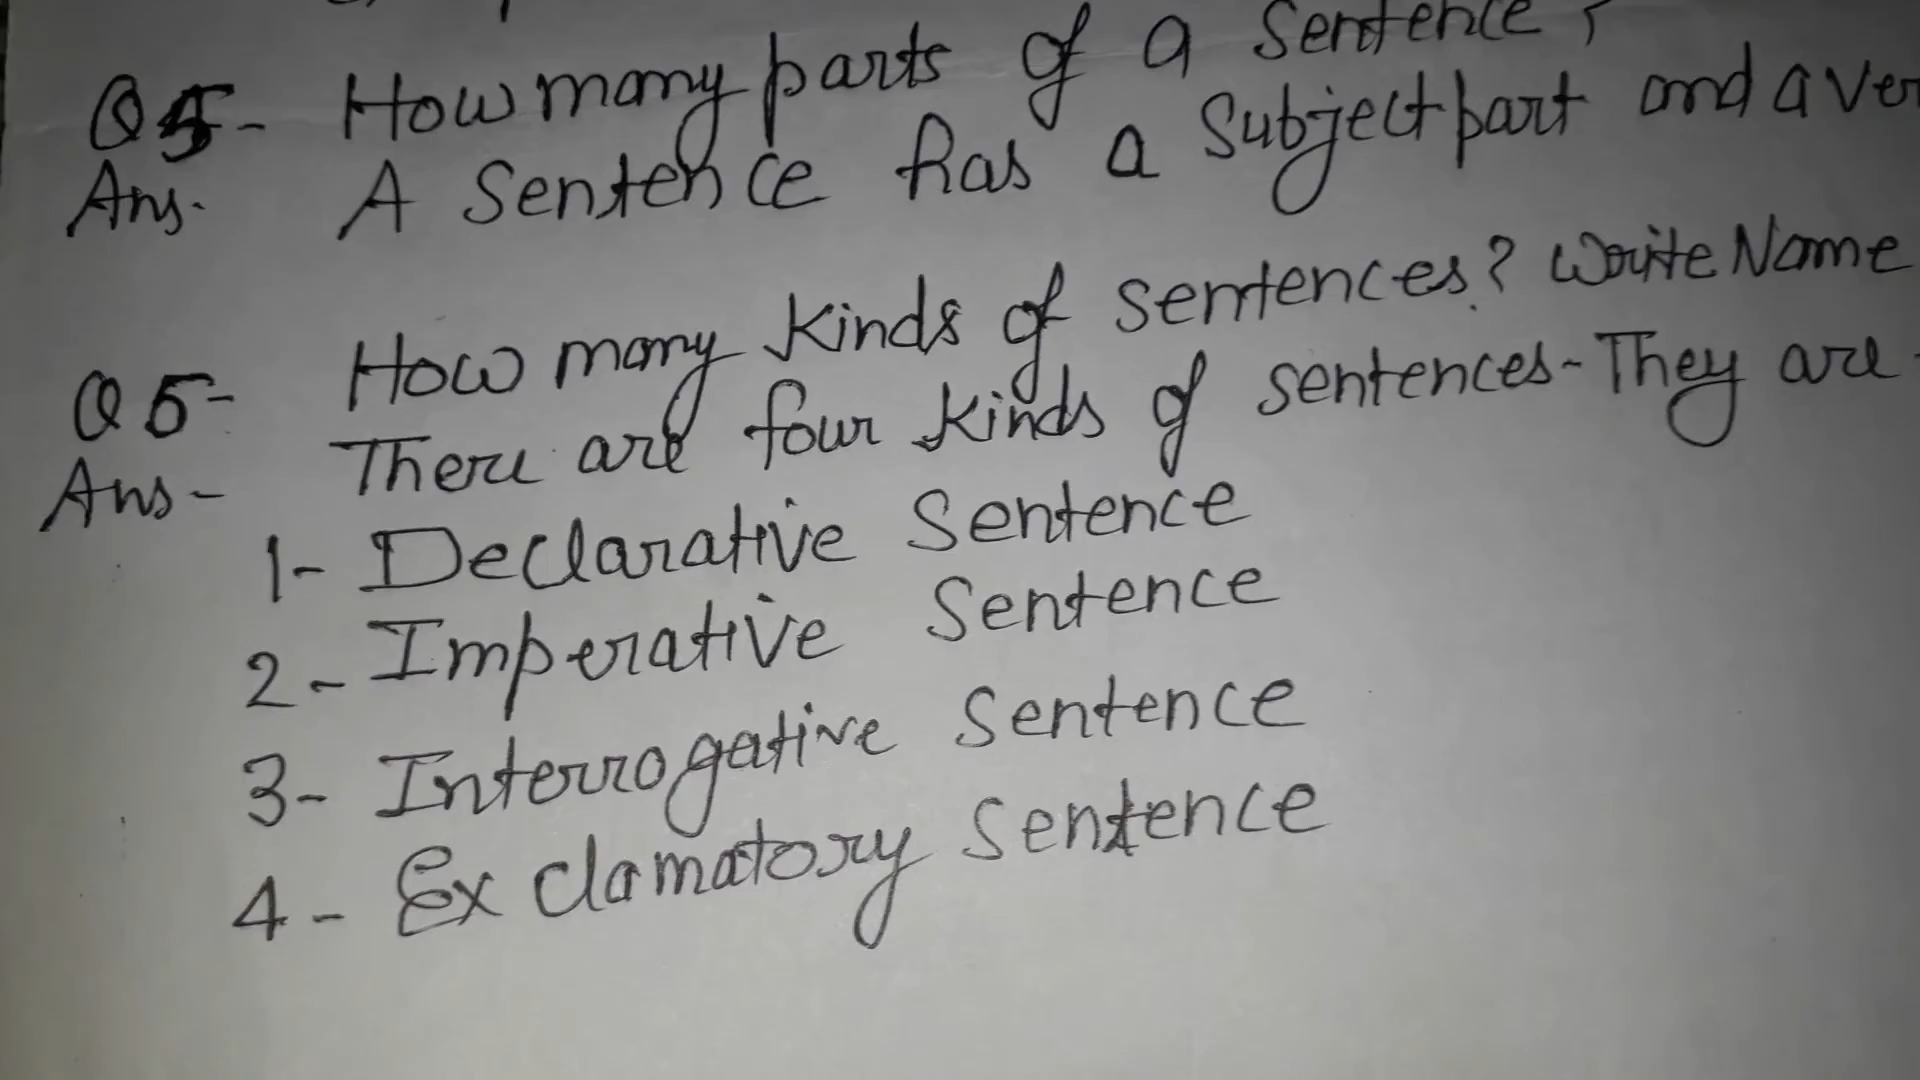 Q5- How many parts of a Sentence?
Ans. A Sentence has a Subject part and a ver
Q5- How many kinds of sentences? Write Name
Ans- There are four kinds of sentences- They are-
1- Declarative Sentence
2- Imperative Sentence
3- Interrogative Sentence
4- Exclamatory Sentence